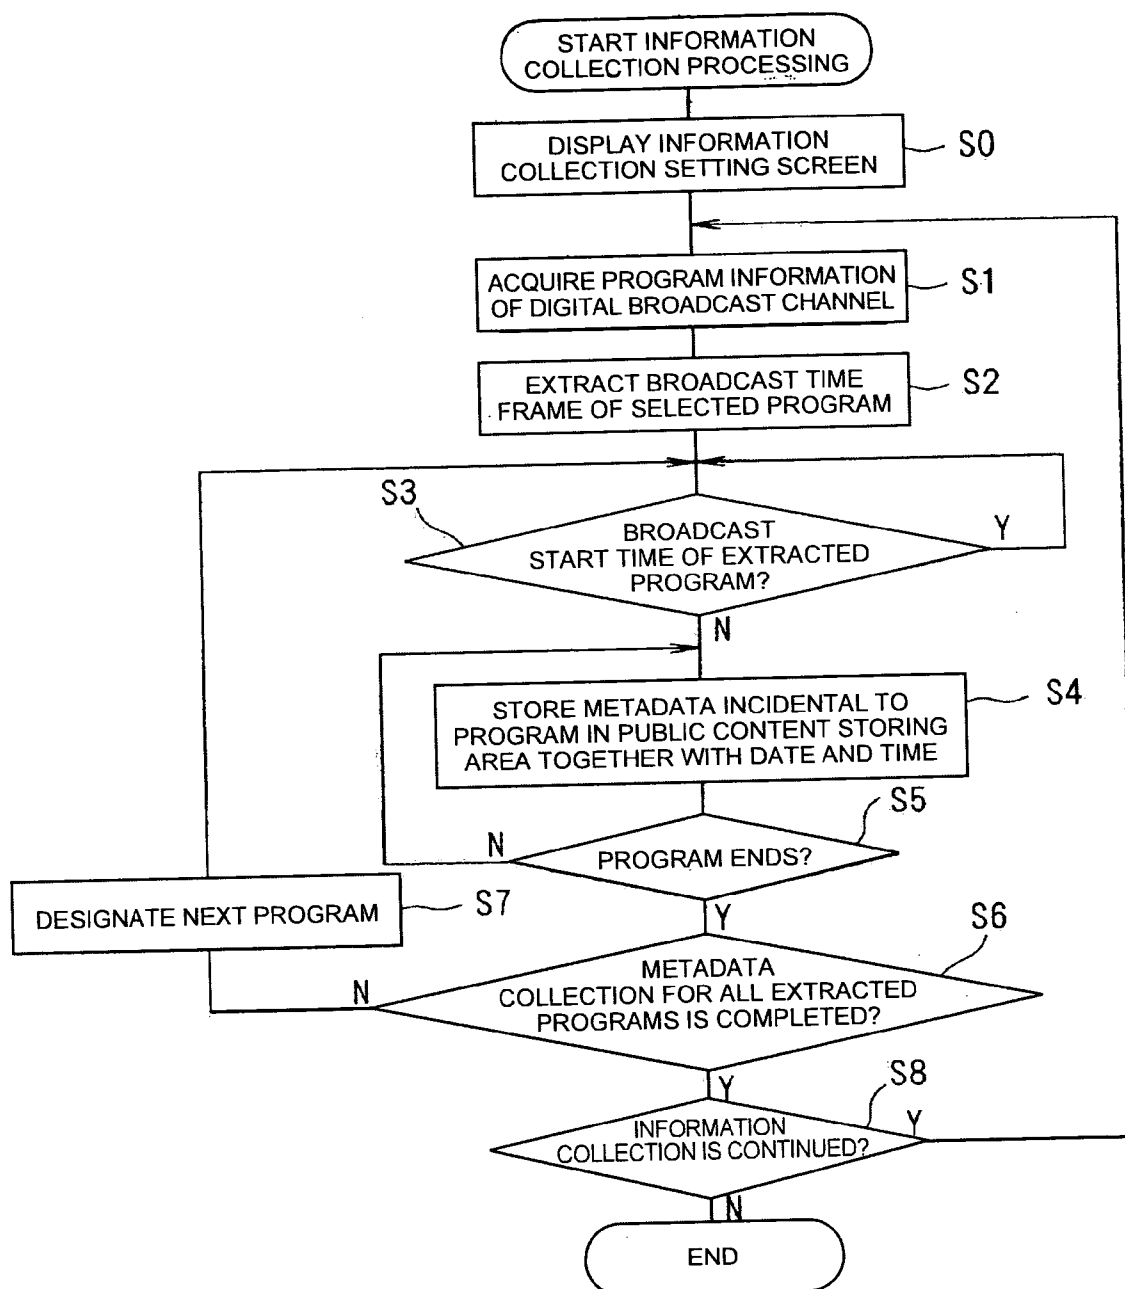 START INFORMATION
COLLECTION PROCESSING
DISPLAY INFORMATION
COLLECTION SETTING SCREEN
S0
ACQUIRE PROGRAM INFORMATION
OF DIGITAL BROADCAST CHANNEL
S1
EXTRACT BROADCAST TIME
FRAME OF SELECTED PROGRAM
S2
S3
BROADCAST
START TIME OF EXTRACTED
PROGRAM?
Y
N
STORE METADATA INCIDENTAL TO
PROGRAM IN PUBLIC CONTENT STORING
AREA TOGETHER WITH DATE AND TIME
S4
S5
N
PROGRAM ENDS?
Y
DESIGNATE NEXT PROGRAM
S7
S6
N
METADATA
COLLECTION FOR ALL EXTRACTED
PROGRAMS IS COMPLETED?
Y
S8
INFORMATION
COLLECTION IS CONTINUED?
Y
N
END